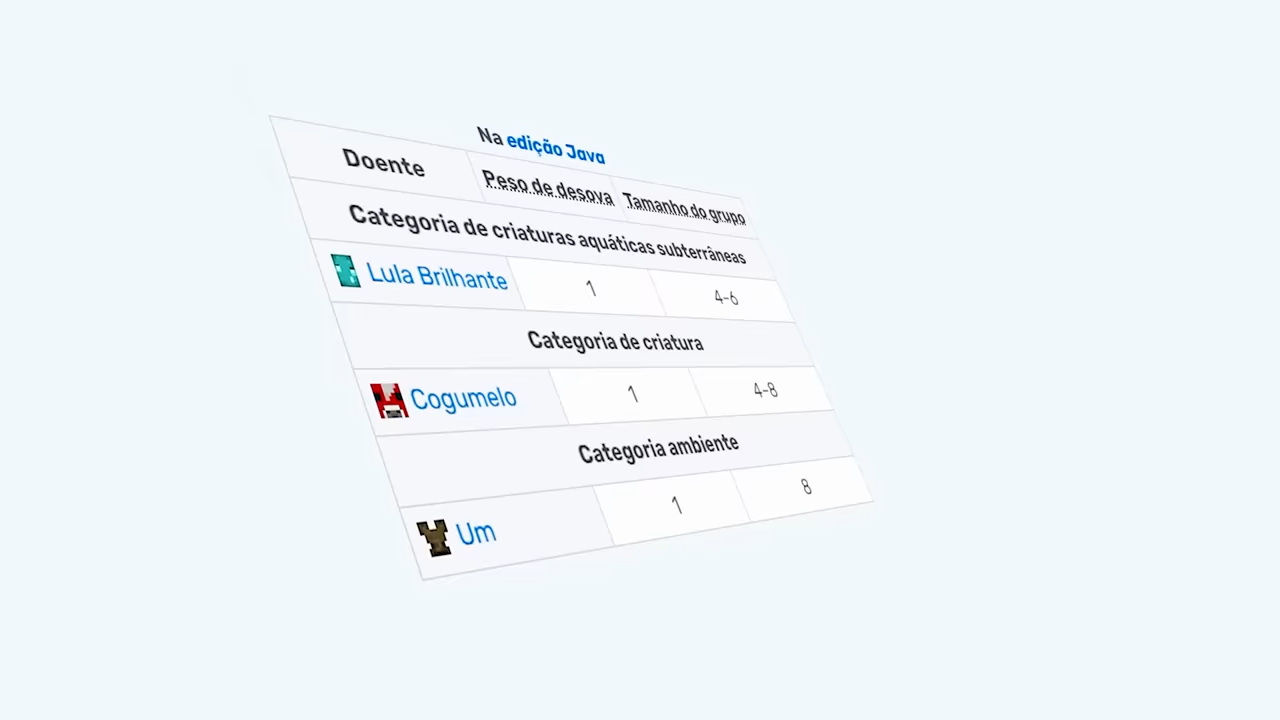 Na edição Java
Doente Peso de desova Tamanho do grupo
Categoria de criaturas aquáticas subterrâneas
Lula Brilhante 1 4–6
Categoria de criatura
Cogumelo 1 4–8
Categoria ambiente
Um 1 8